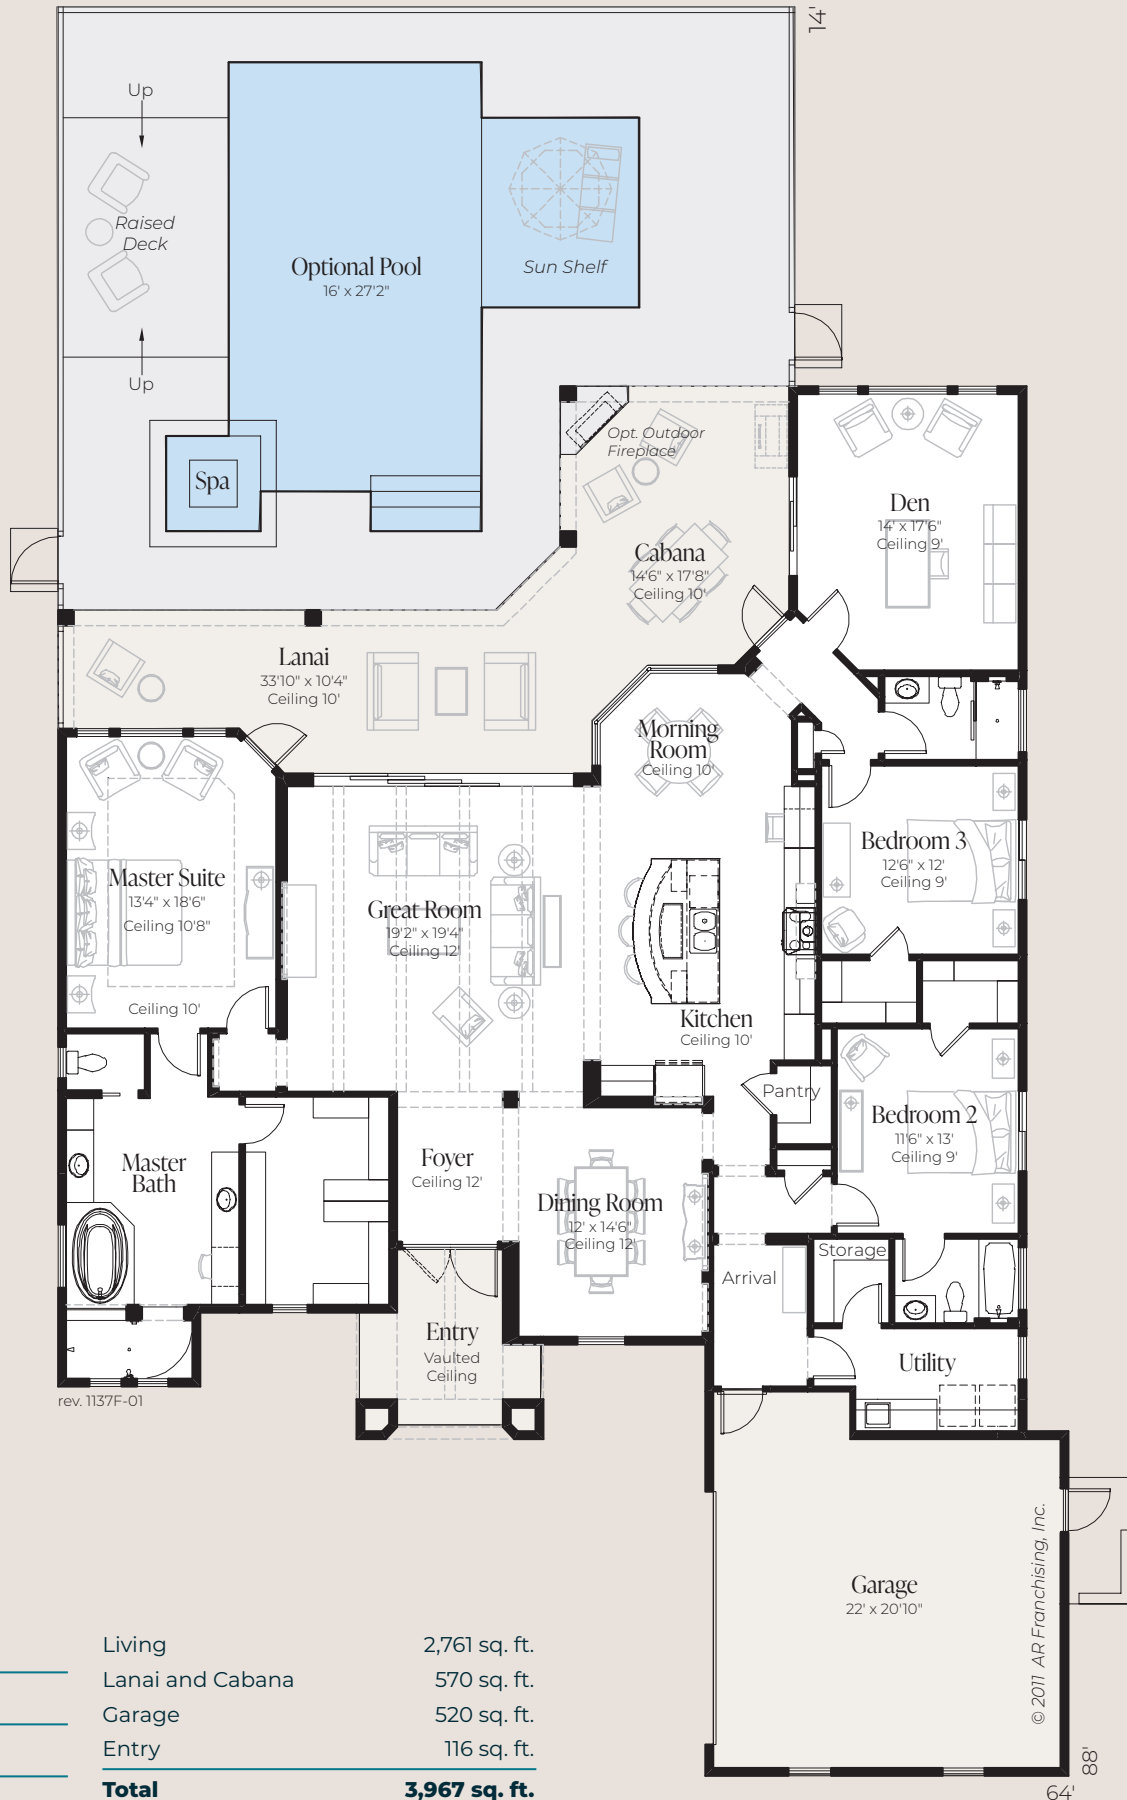 14'
Up
Raised
Deck
Optional Pool
16' x 27'2"
Sun Shelf
Up
Spa
Opt. Outdoor
Fireplace
Den
14' x 17'6"
Ceiling 9'
Cabana
14'6" x 17'8"
Ceiling 10'
Lanai
33'10" x 10'4"
Ceiling 10'
Morning
Room
Ceiling 10'
Bedroom 3
12'6" x 12'
Ceiling 9'
Master Suite
13'4" x 18'6"
Ceiling 10'8"
Ceiling 10'
Great Room
19'2" x 19'4"
Ceiling 12'
Kitchen
Ceiling 10'
Pantry
Bedroom 2
11'6" x 13'
Ceiling 9'
Master
Bath
Foyer
Ceiling 12'
Dining Room
12' x 14'6"
Ceiling 12'
Storage
Arrival
Entry
Vaulted
Ceiling
Utility
rev. 1137F-01
Garage
22' x 20'10"
© 2011 AR Franchising, Inc.
Living 2,761 sq. ft.
Lanai and Cabana 570 sq. ft.
Garage 520 sq. ft.
Entry 116 sq. ft.
Total 3,967 sq. ft.
88'
64'